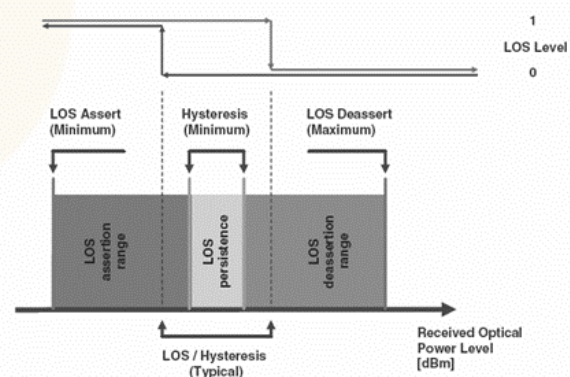 1
LOS Level
0
LOS Assert
(Minimum)
Hysteresis
(Minimum)
LOS Deassert
(Maximum)
LOS
assertion
range
LOS
persistence
LOS
deassertion
range
LOS / Hysteresis
(Typical)
Received Optical
Power Level
[dBm]